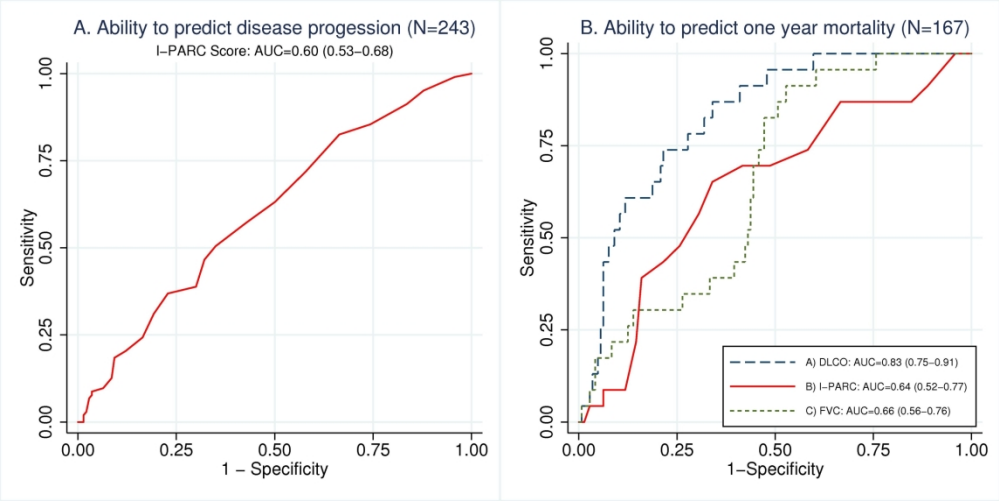 A. Ability to predict disease progession (N=243)
I–PARC Score: AUC=0.60 (0.53–0.68)
1.00
0.75
0.50
0.25
0.00
Sensitivity
0.00 0.25 0.50 0.75 1.00
1 – Specificity
B. Ability to predict one year mortality (N=167)
1.00
0.75
0.50
0.25
0.00
Sensitivity
A) DLCO: AUC=0.83 (0.75–0.91)
B) I–PARC: AUC=0.64 (0.52–0.77)
C) FVC: AUC=0.66 (0.56–0.76)
0.00 0.25 0.50 0.75 1.00
1–Specificity